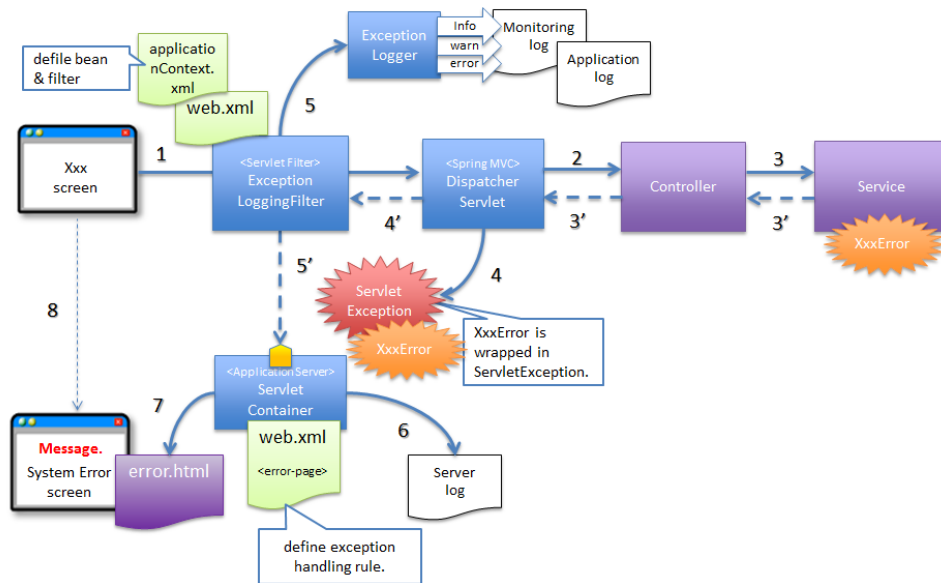 defile bean
& filter
applicatio
nContext.
xml
web.xml
Exception
Logger
Info
warn
error
Monitoring
log
Application
log
5
Xxx
screen
1
<Servlet Filter>
Exception
LoggingFilter
<Spring MVC>
Dispatcher
Servlet
2
Controller
3
Service
XxxError
4’
3’
3’
5’
4
Servlet
Exception
XxxError
XxxError is
wrapped in
ServletException.
8
<Application Server>
Servlet
Container
7
6
web.xml
<error-page>
Message.
System Error
screen
error.html
Server
log
define exception
handling rule.